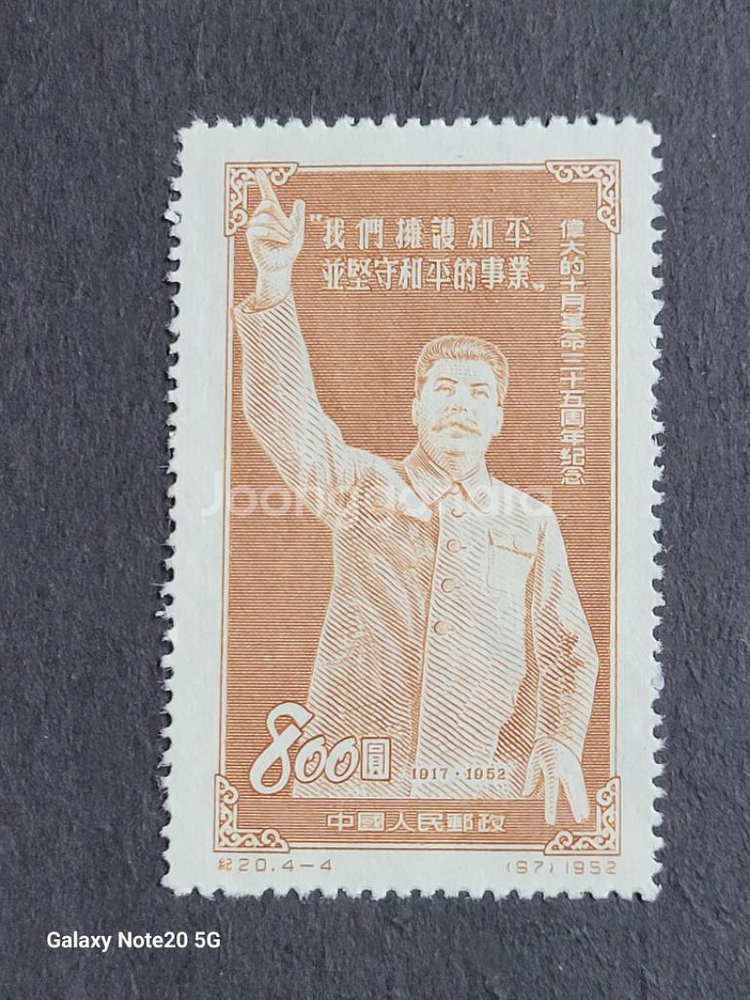 "我們擁護和平
並堅守和平的事業"
偉大的十月革命三十五周年紀念
Joonggonara
800圓
1917·1952
中國人民郵政
紀20.4-4
(97) 1952
Galaxy Note20 5G